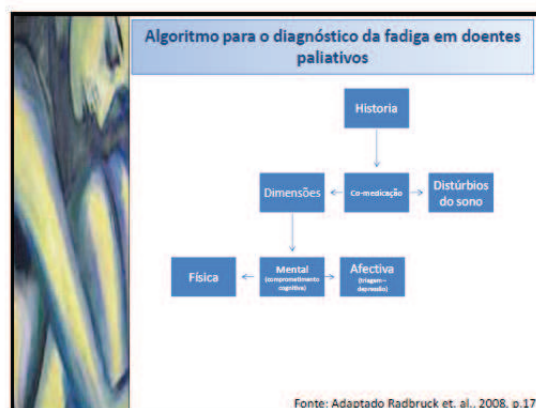 Algoritmo para o diagnóstico da fadiga em doentes
paliativos
Historia
Dimensões
Co-medicação
Distúrbios
do sono
Física
Mental
(comprometimento
cognitivo)
Afectiva
(triagem--
depressão)
Fonte: Adaptado Radbruck et. al., 2008, p.17